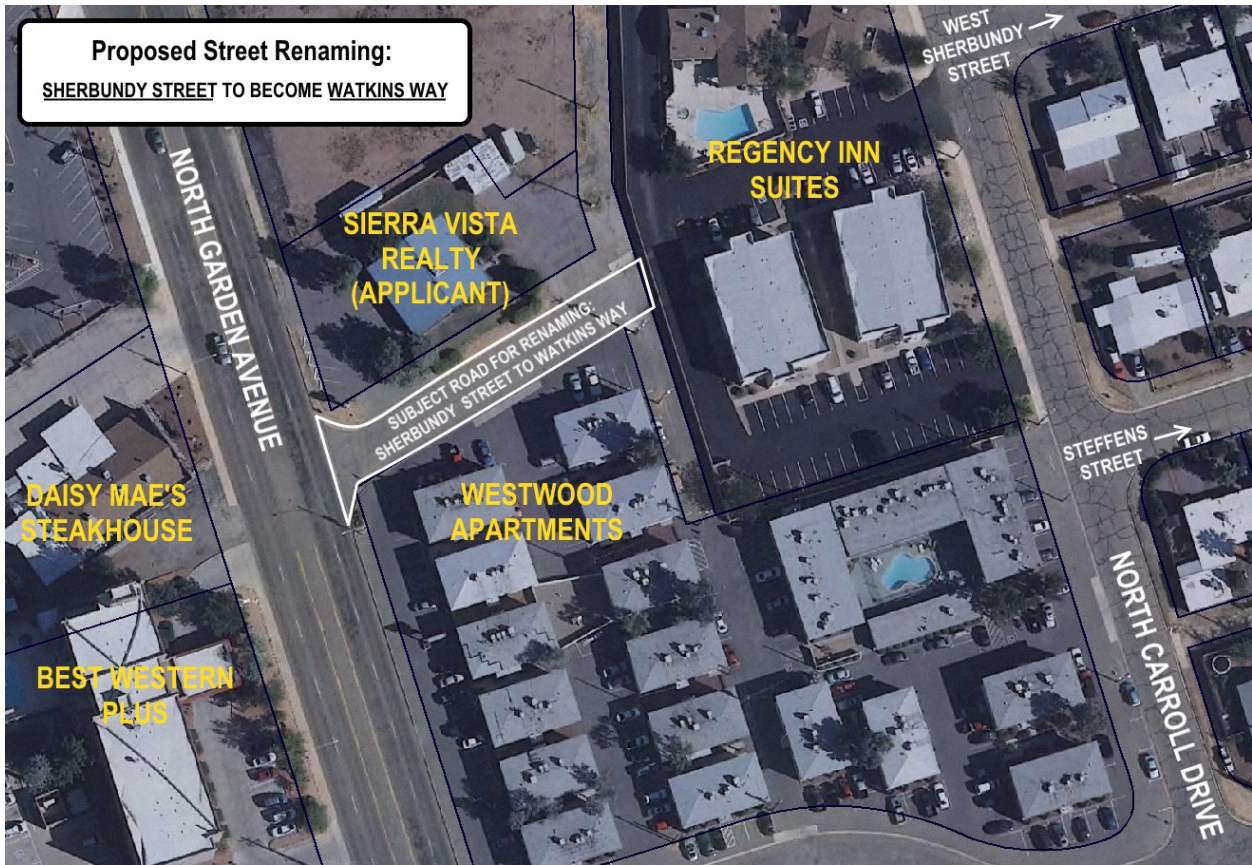 Proposed Street Renaming:
SHERBUNDY STREET TO BECOME WATKINS WAY
WEST
SHERBUNDY
STREET
NORTH GARDEN AVENUE
REGENCY INN
SUITES
SIERRA VISTA
REALTY
(APPLICANT)
SUBJECT ROAD FOR RENAMING:
SHERBUNDY STREET TO WATKINS WAY
STEFFENS
STREET
DAISY MAE'S
STEAKHOUSE
WESTWOOD
APARTMENTS
NORTH CARROLL DRIVE
BEST WESTERN
PLUS